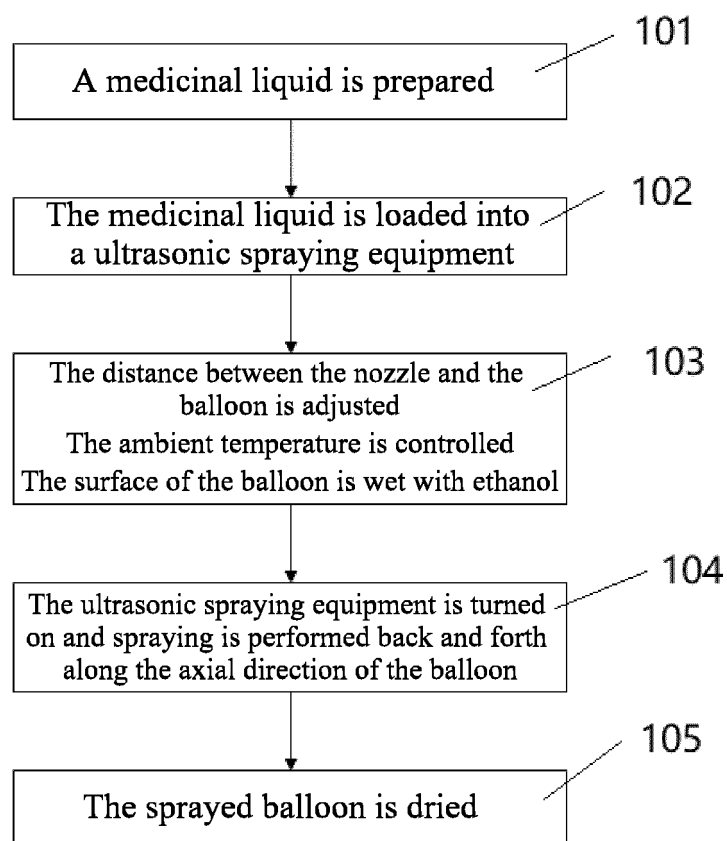 101
A medicinal liquid is prepared
102
The medicinal liquid is loaded into
a ultrasonic spraying equipment
103
The distance between the nozzle and the
balloon is adjusted
The ambient temperature is controlled
The surface of the balloon is wet with ethanol
104
The ultrasonic spraying equipment is turned
on and spraying is performed back and forth
along the axial direction of the balloon
105
The sprayed balloon is dried